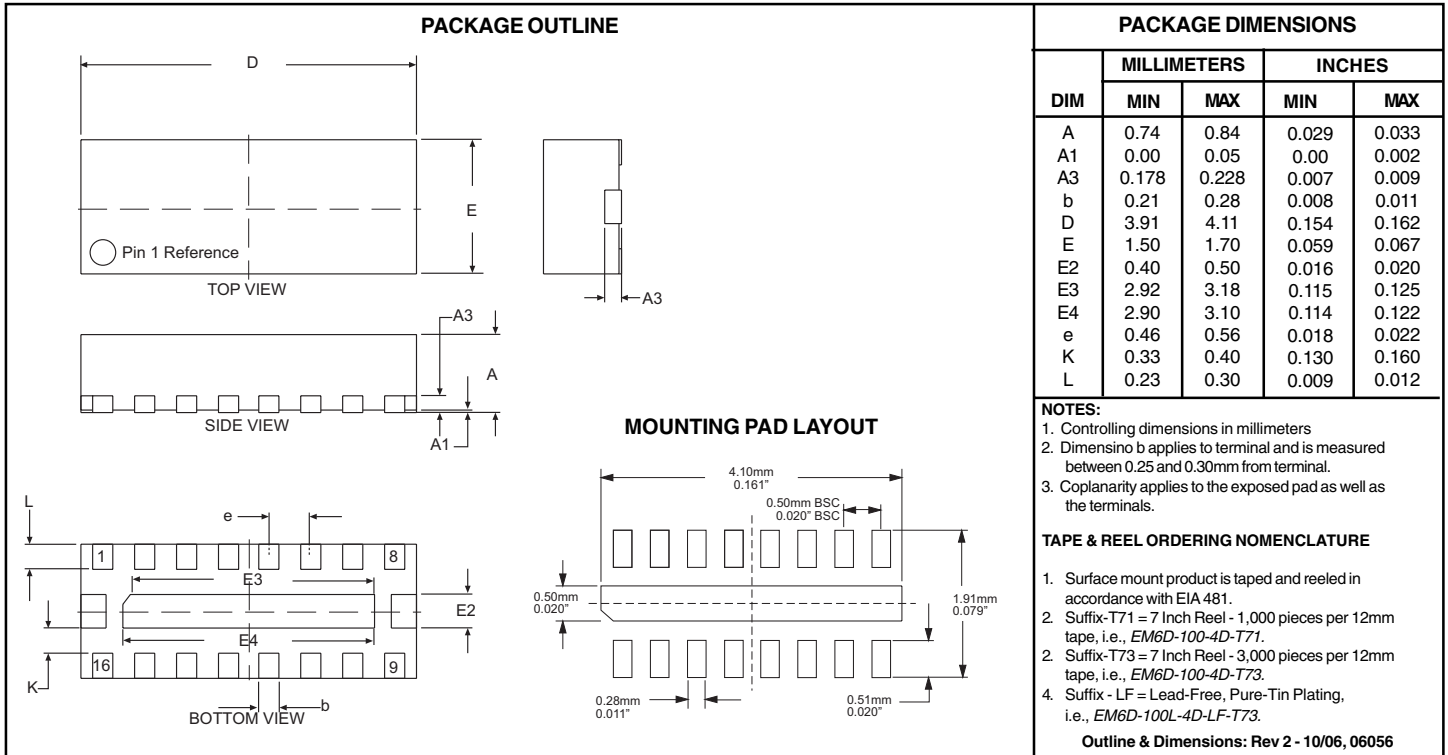 PACKAGE OUTLINE
D
E
Pin 1 Reference
TOP VIEW
A3
A3
A
SIDE VIEW
A1
L
e
1
8
E3
E2
E4
16
9
K
b
BOTTOM VIEW
MOUNTING PAD LAYOUT
4.10mm
0.161"
0.50mm BSC
0.020" BSC
0.50mm
0.020"
1.91mm
0.079"
0.28mm
0.011"
0.51mm
0.020"
PACKAGE DIMENSIONS
MILLIMETERS INCHES
DIM MIN MAX MIN MAX
A 0.74 0.84 0.029 0.033
A1 0.00 0.05 0.00 0.002
A3 0.178 0.228 0.007 0.009
b 0.21 0.28 0.008 0.011
D 3.91 4.11 0.154 0.162
E 1.50 1.70 0.059 0.067
E2 0.40 0.50 0.016 0.020
E3 2.92 3.18 0.115 0.125
E4 2.90 3.10 0.114 0.122
e 0.46 0.56 0.018 0.022
K 0.33 0.40 0.130 0.160
L 0.23 0.30 0.009 0.012
NOTES:
1. Controlling dimensions in millimeters
2. Dimensino b applies to terminal and is measured
between 0.25 and 0.30mm from terminal.
3. Coplanarity applies to the exposed pad as well as
the terminals.
TAPE & REEL ORDERING NOMENCLATURE
1. Surface mount product is taped and reeled in
accordance with EIA 481.
2. Suffix-T71 = 7 Inch Reel - 1,000 pieces per 12mm
tape, i.e., EM6D-100-4D-T71.
2. Suffix-T73 = 7 Inch Reel - 3,000 pieces per 12mm
tape, i.e., EM6D-100-4D-T73.
4. Suffix - LF = Lead-Free, Pure-Tin Plating,
i.e., EM6D-100L-4D-LF-T73.
Outline & Dimensions: Rev 2 - 10/06, 06056